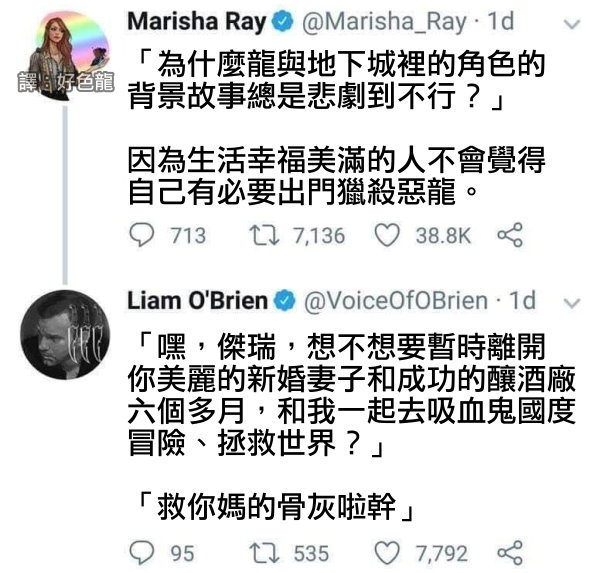 Marisha Ray @Marisha_Ray · 1d
譯：好色龍
「為什麼龍與地下城裡的角色的
背景故事總是悲劇到不行？」
因為生活幸福美滿的人不會覺得
自己有必要出門獵殺惡龍。
713 7,136 38.8K
Liam O'Brien @VoiceOfOBrien · 1d
「嘿，傑瑞，想不想要暫時離開
你美麗的新婚妻子和成功的釀酒廠
六個多月，和我一起去吸血鬼國度
冒險、拯救世界？」
「救你媽的骨灰啦幹」
95 535 7,792